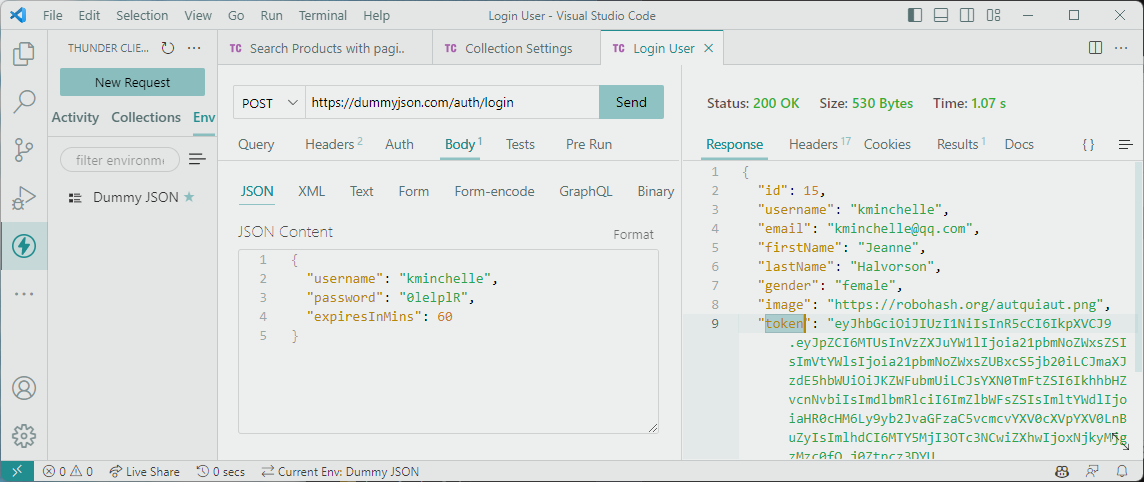 File Edit Selection View Go Run Terminal Help Login User - Visual Studio Code
THUNDER CLIE...
New Request
Activity Collections Env
filter environme
Dummy JSON
TC Search Products with pagi.. TC Collection Settings TC Login User
POST https://dummyjson.com/auth/login Send
Query Headers 2 Auth Body 1 Tests Pre Run
JSON XML Text Form Form-encode GraphQL Binary
JSON Content Format
1 {
2 "username": "kminchelle",
3 "password": "0lelplR",
4 "expiresInMins": 60
5 }
Status: 200 OK Size: 530 Bytes Time: 1.07 s
Response Headers 17 Cookies Results 1 Docs {}
1 {
2 "id": 15,
3 "username": "kminchelle",
4 "email": "kminchelle@qq.com",
5 "firstName": "Jeanne",
6 "lastName": "Halvorson",
7 "gender": "female",
8 "image": "https://robohash.org/autquiaut.png",
9 "token": "eyJhbGciOiJIUzI1NiIsInR5cCI6IkpXVCJ9
.eyJpZCI6MTUsInVzZXJuYW1lIjoia21pbmNoZWxsZSI
sImVtYWlsIjoia21pbmNoZWxsZUBxcS5jb20iLCJmaXJ
zdE5hbWUiOiJKZWFubmUiLCJsYXN0TmFtZSI6IkhhbHZ
vcnNvbiIsImdlbmRlciI6ImZlbWFsZSIsImltYWdlIjo
iaHR0cHM6Ly9yb2JvaGFzaC5vcmcvYXV0cXVpYXV0LnB
uZyIsImlhdCI6MTY5MjI3OTc3NCwiZXhwIjoxNjkyMjg
0 0 Live Share 0 secs Current Env: Dummy JSON